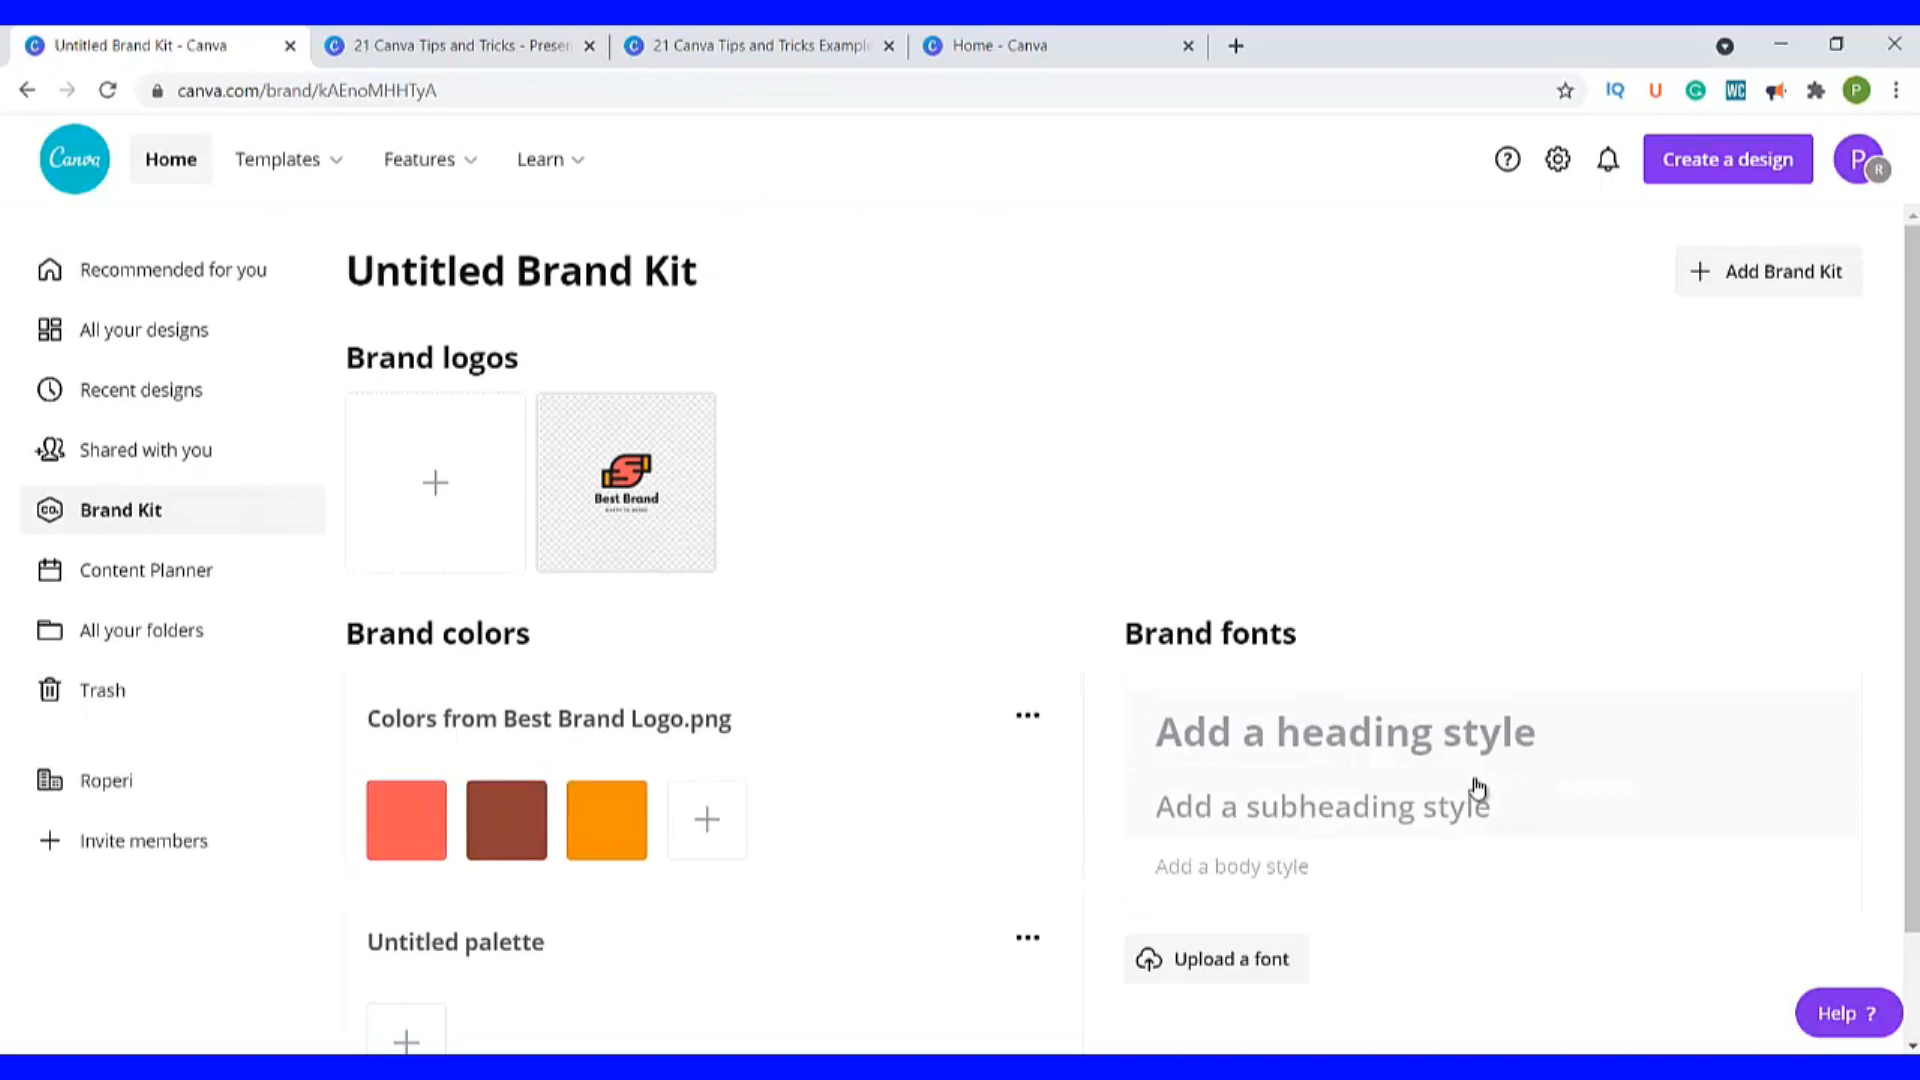 Untitled Brand Kit - Canva
21 Canva Tips and Tricks - Presen
21 Canva Tips and Tricks Exampl
Home - Canva
canva.com/brand/kAEnoMHHTyA
IQ
U
WC
P
Canva
Home
Templates
Features
Learn
Create a design
P
R
Recommended for you
All your designs
Recent designs
Shared with you
CO.
Brand Kit
Content Planner
All your folders
Trash
Roperi
Invite members
Untitled Brand Kit
Add Brand Kit
Brand logos
Best Brand
Brand colors
Colors from Best Brand Logo.png
Untitled palette
Brand fonts
Add a heading style
Add a subheading style
Add a body style
Upload a font
Help ?